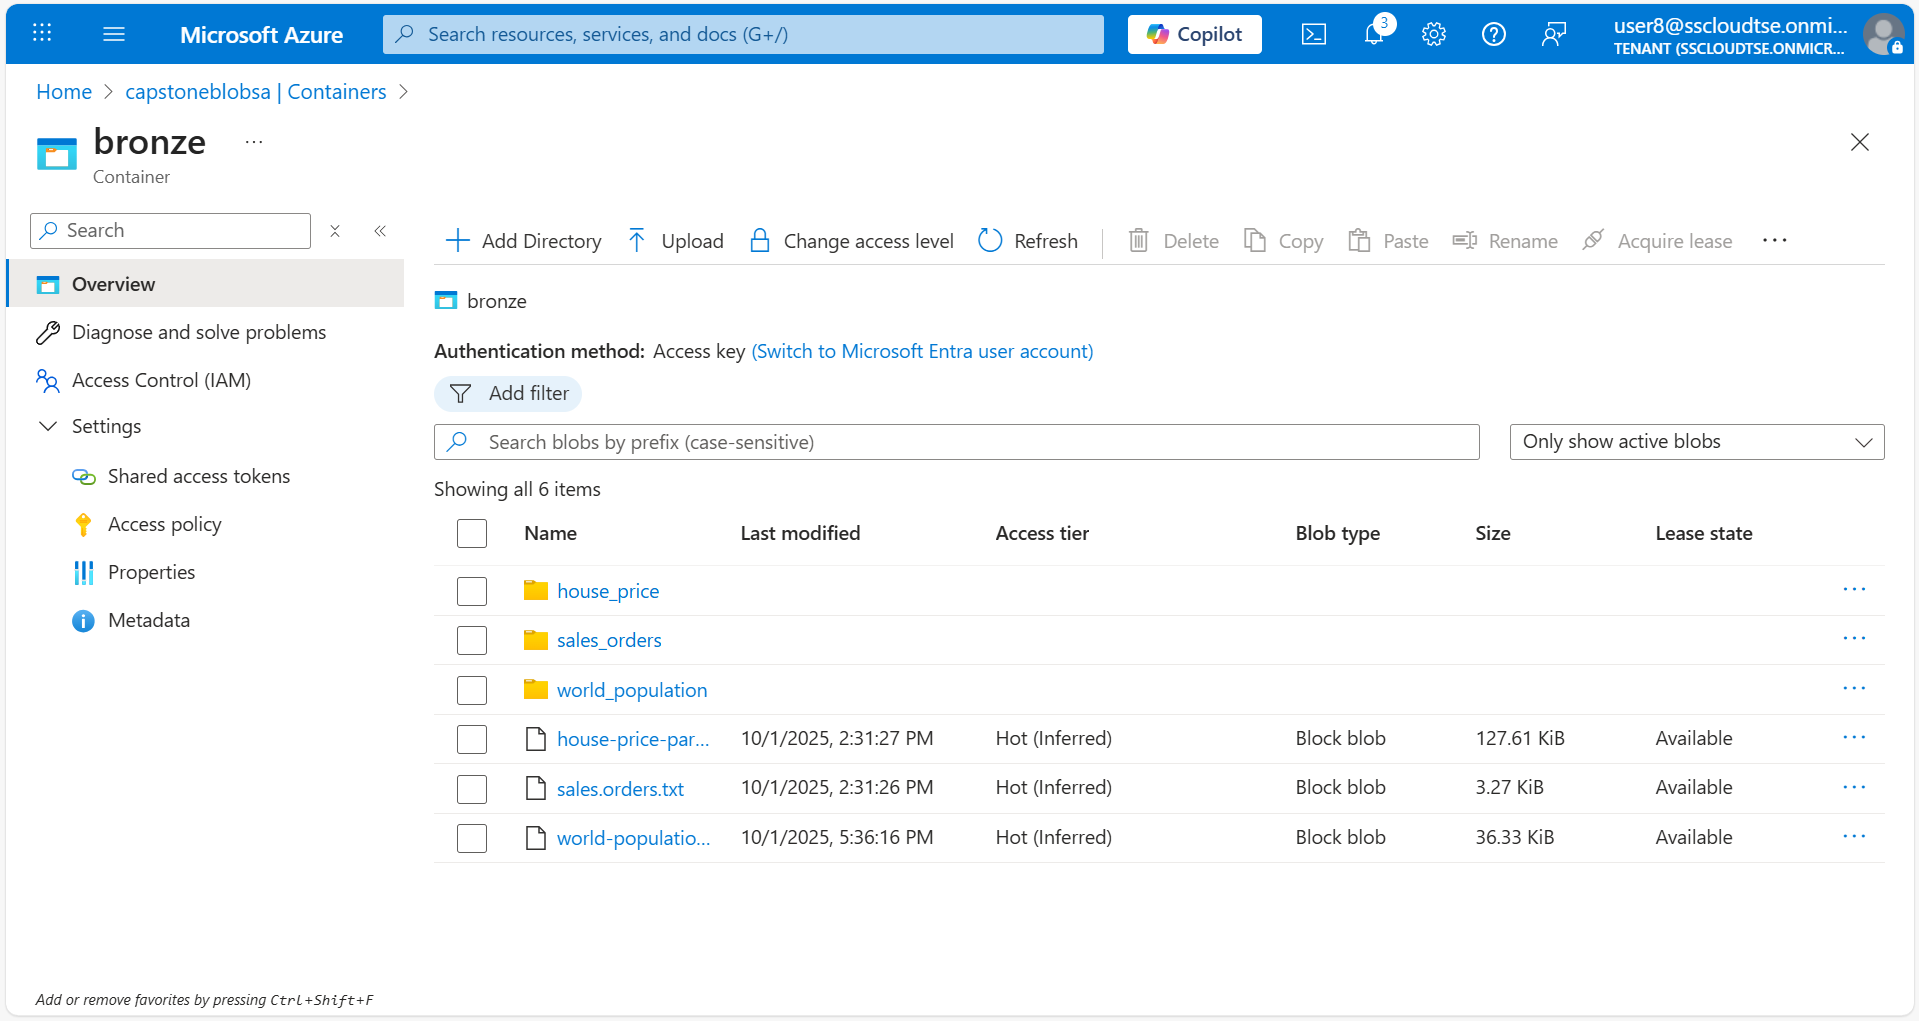 Microsoft Azure
Search resources, services, and docs (G+/)
Copilot
3
user8@sscloudtse.onmi...
TENANT (SSCLOUDTSE.ONMICR...
Home > capstoneblobsa | Containers >
bronze ...
Container
Search
Add Directory Upload Change access level Refresh Delete Copy Paste Rename Acquire lease ...
Overview
Diagnose and solve problems
Access Control (IAM)
Settings
Shared access tokens
Access policy
Properties
Metadata
bronze
Authentication method: Access key (Switch to Microsoft Entra user account)
Add filter
Search blobs by prefix (case-sensitive)
Only show active blobs
Showing all 6 items
Name Last modified Access tier Blob type Size Lease state
house_price ...
sales_orders ...
world_population ...
house-price-par... 10/1/2025, 2:31:27 PM Hot (Inferred) Block blob 127.61 KiB Available ...
sales.orders.txt 10/1/2025, 2:31:26 PM Hot (Inferred) Block blob 3.27 KiB Available ...
world-populatio... 10/1/2025, 5:36:16 PM Hot (Inferred) Block blob 36.33 KiB Available ...
Add or remove favorites by pressing Ctrl+Shift+F